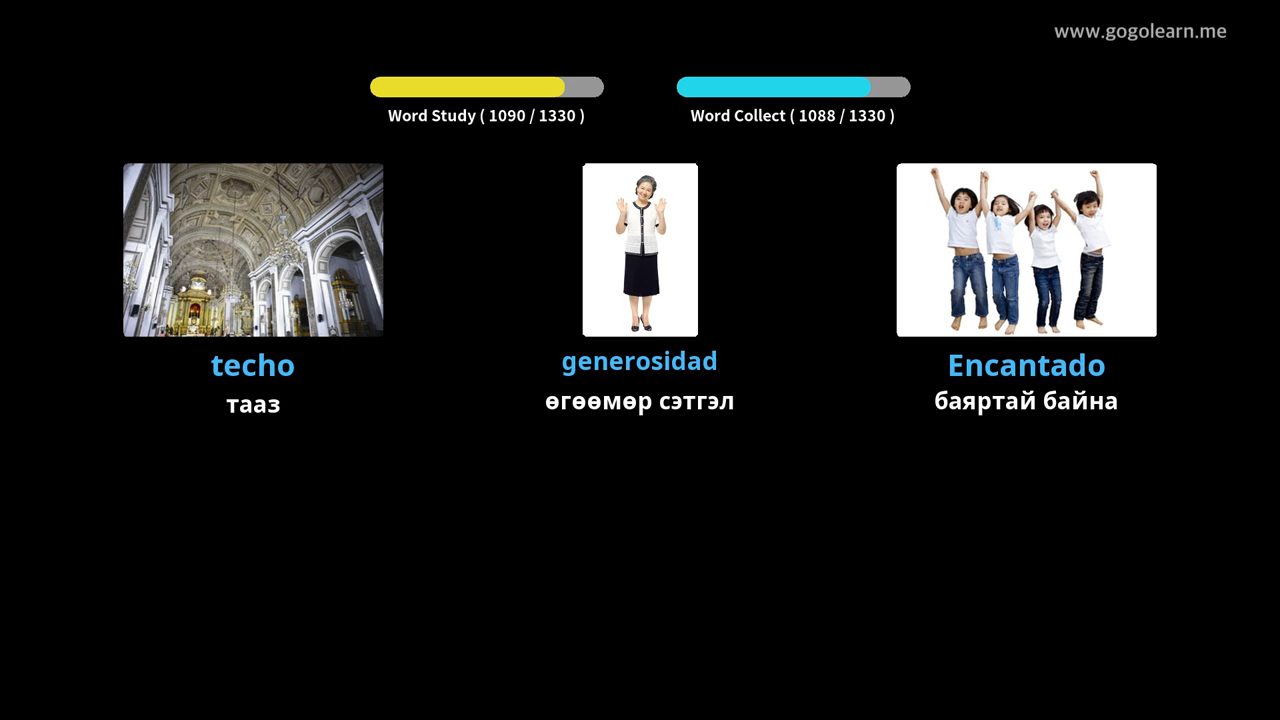 www.gogolearn.me
Word Study ( 1090 / 1330 )
Word Collect ( 1088 / 1330 )
techo
тааз
generosidad
өгөөмөр сэтгэл
Encantado
баяртай байна